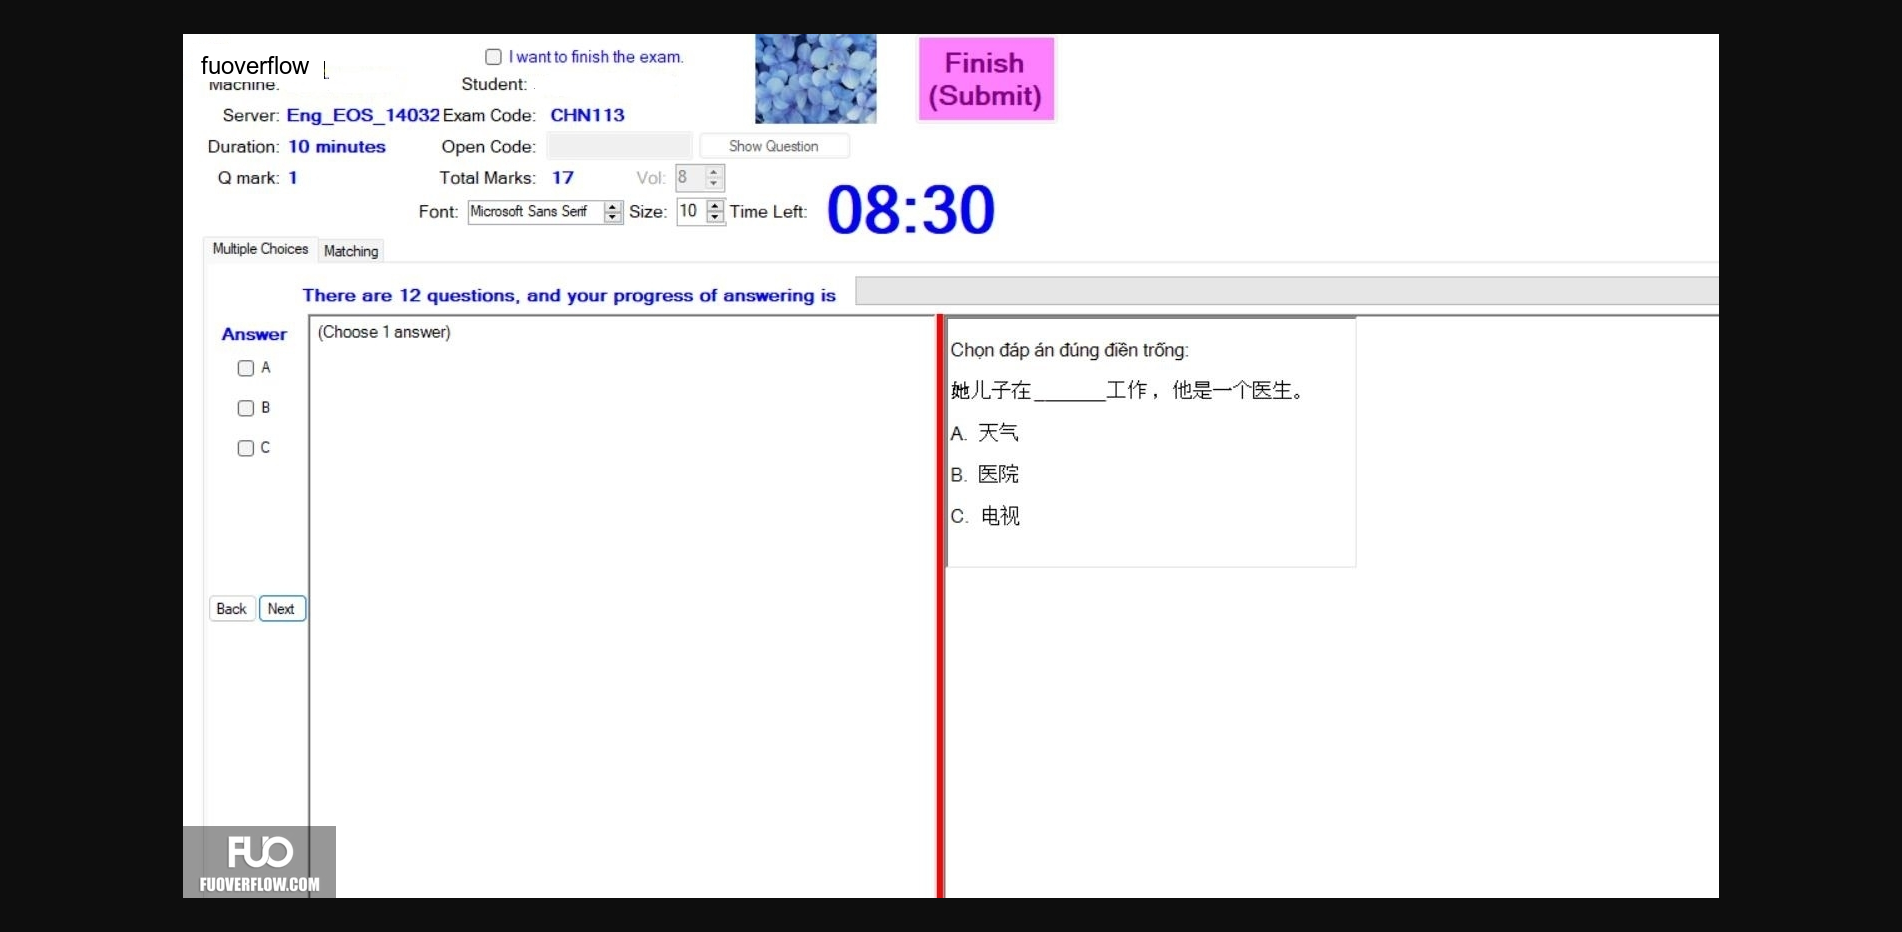 fuoverflow
I want to finish the exam.
Finish
(Submit)
Machine:
Student:
Server: Eng_EOS_14032 Exam Code: CHN113
Duration: 10 minutes Open Code: Show Question
Q mark: 1 Total Marks: 17 Vol: 8
Font: Microsoft Sans Serif Size: 10 Time Left: 08:30
Multiple Choices Matching
There are 12 questions, and your progress of answering is
Answer
A
B
C
Back Next
(Choose 1 answer)
Chọn đáp án đúng điền trống:
她儿子在_______工作，他是一个医生。
A. 天气
B. 医院
C. 电视
FUO
FUOVERFLOW.COM